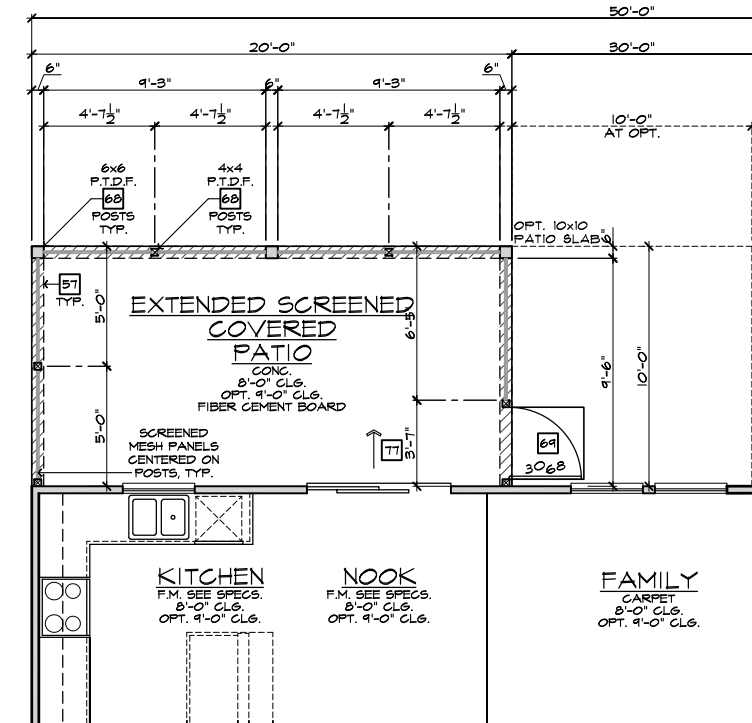 50'-0"
20'-0"
30'-0"
6"
9'-3"
6"
9'-3"
6"
4'-7½"
4'-7½"
4'-7½"
4'-7½"
10'-0"
AT OPT.
6x6
P.T.D.F.
68
POSTS
TYP.
4x4
P.T.D.F.
68
POSTS
TYP.
OPT. 10x10
PATIO SLAB
6"
57
TYP.
5'-0"
5'-0"
EXTENDED SCREENED
COVERED
PATIO
CONC.
8'-0" CLG.
OPT. 9'-0" CLG.
FIBER CEMENT BOARD
6'-5"
3'-7"
9'-6"
10'-0"
SCREENED
MESH PANELS
CENTERED ON
POSTS, TYP.
77
69
3068
KITCHEN
F.M. SEE SPECS.
8'-0" CLG.
OPT. 9'-0" CLG.
NOOK
F.M. SEE SPECS.
8'-0" CLG.
OPT. 9'-0" CLG.
FAMILY
CARPET
8'-0" CLG.
OPT. 9'-0" CLG.